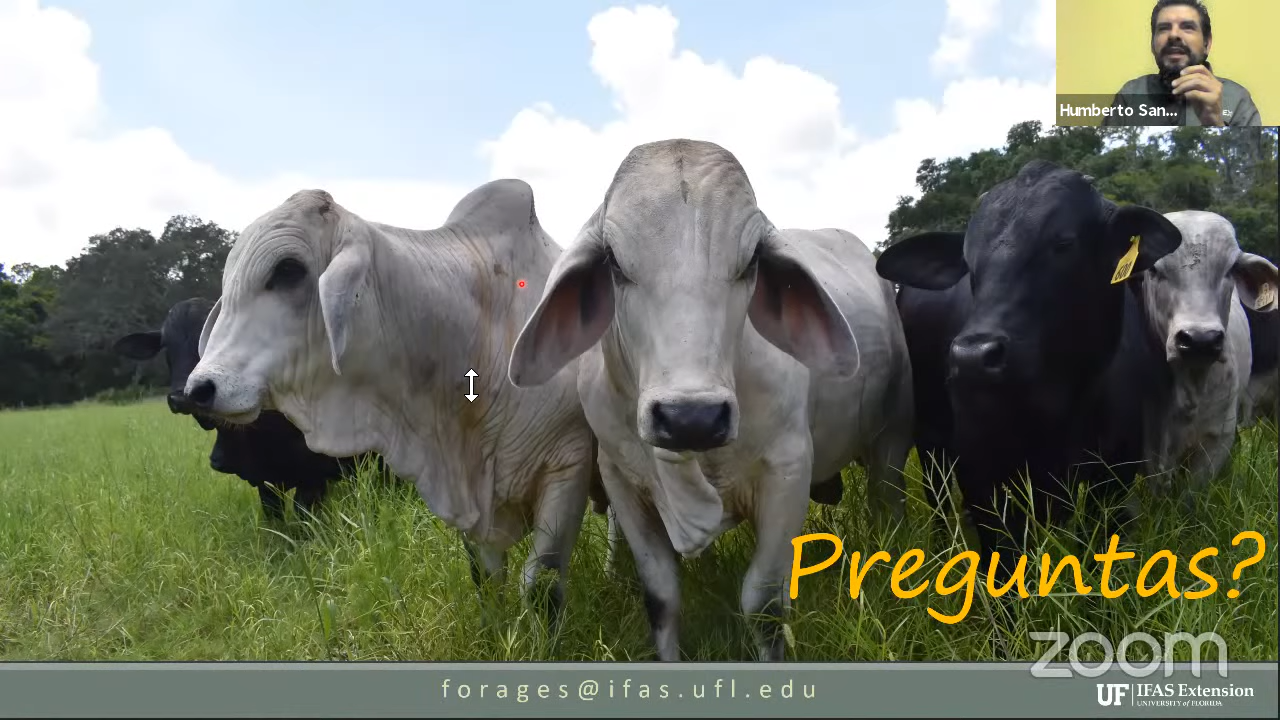 Humberto San...
Preguntas?
zoom
forages@ifas.ufl.edu
UF IFAS Extension
UNIVERSITY of FLORIDA